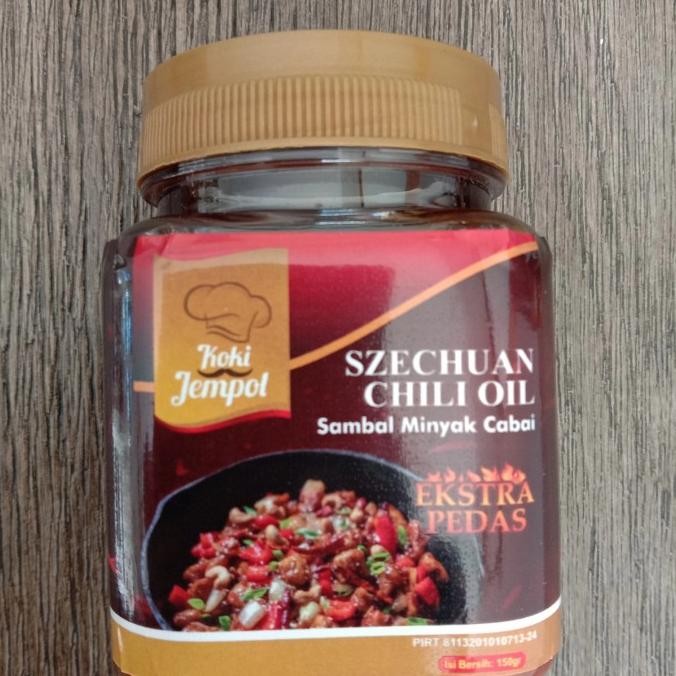 Koki
Jempol
SZECHUAN
CHILI OIL
Sambal Minyak Cabai
EKSTRA
PEDAS
PIRT 8113201010713-24
Isi Bersih: 150gr